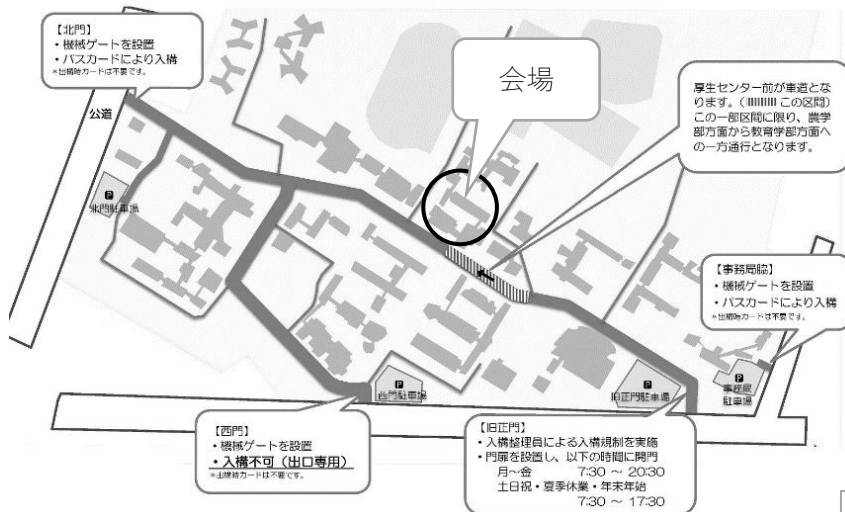 【北門】
・機械ゲートを設置
・パスカードにより入構
*出構時カードは不要です。
公道
会場
厚生センター前が車道とな
ります。（ⅢⅢⅢⅢ この区間）
この一部区間に限り、農学
部方面から教育学部方面へ
の一方通行となります。
P
北門駐車場
【事務局脇】
・機械ゲートを設置
・パスカードにより入構
*出構時カードは不要です。
P
西門駐車場
P
旧正門駐車場
P
事務局
駐車場
【西門】
・機械ゲートを設置
・入構不可（出口専用）
*出構時カードは不要です。
【旧正門】
・入構整理員による入構規制を実施
・門扉を設置し、以下の時間に開門
月～金 7:30 ～ 20:30
土日祝・夏季休業・年末年始
7:30 ～ 17:30